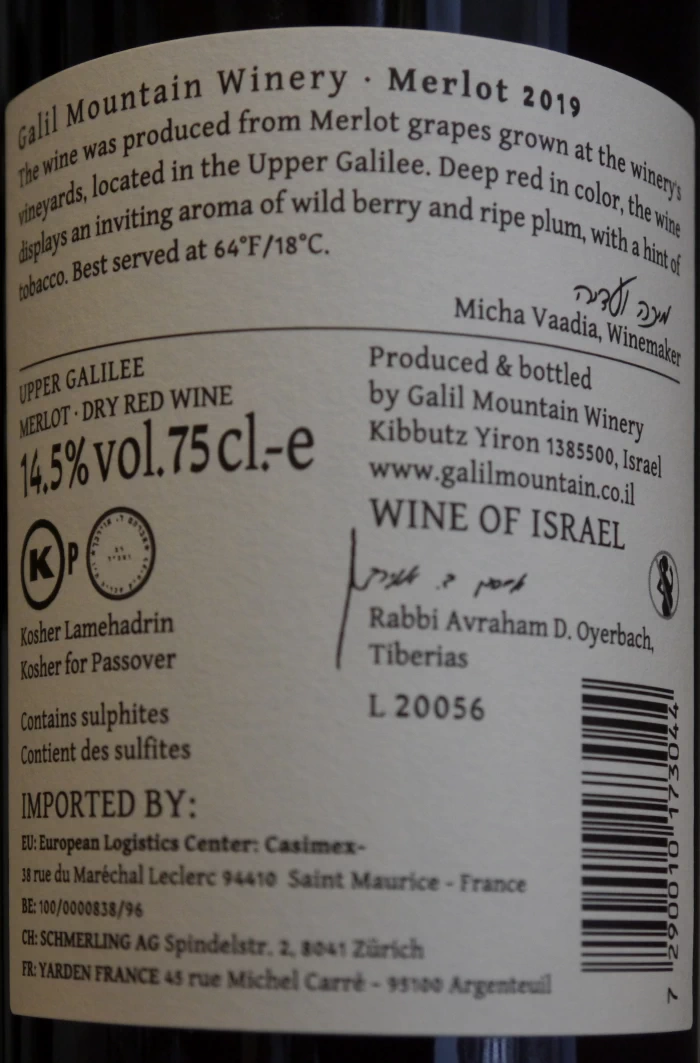 Galil Mountain Winery · Merlot 2019
The wine was produced from Merlot grapes grown at the winery's
vineyards, located in the Upper Galilee. Deep red in color, the wine
displays an inviting aroma of wild berry and ripe plum, with a hint of
tobacco. Best served at 64°F/18°C.
Micha Vaadia, Winemaker
UPPER GALILEE
MERLOT · DRY RED WINE
14.5% vol. 75 cl.-e
K P
Kosher Lamehadrin
Kosher for Passover
Contains sulphites
Contient des sulfites
Produced & bottled
by Galil Mountain Winery
Kibbutz Yiron 1385500, Israel
www.galilmountain.co.il
WINE OF ISRAEL
Rabbi Avraham D. Oyerbach,
Tiberias
L 20056
IMPORTED BY:
EU: European Logistics Center: Casimex-
38 rue du Maréchal Leclerc 94410 Saint Maurice - France
BE: 100/0000838/96
CH: SCHMERLING AG Spindelstr. 2, 8041 Zürich
FR: YARDEN FRANCE 45 rue Michel Carrè - 95100 Argenteuil
7 290010 173044